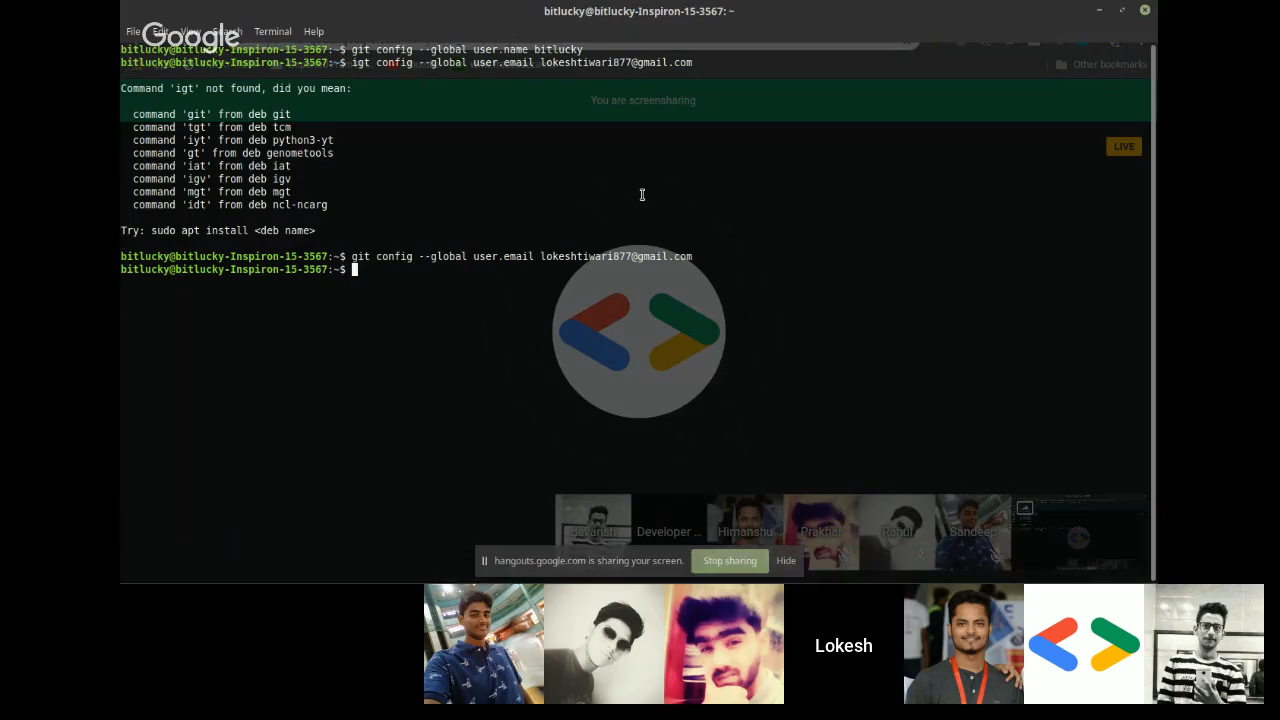 bitlucky@bitlucky-Inspiron-15-3567: ~
File Edit View Search Terminal Help
Google
bitlucky@bitlucky-Inspiron-15-3567:~$ git config --global user.name bitlucky
bitlucky@bitlucky-Inspiron-15-3567:~$ igt config --global user.email lokeshtiwari877@gmail.com
Other bookmarks
Command 'igt' not found, did you mean:
You are screensharing
command 'git' from deb git
command 'tgt' from deb tcm
command 'iyt' from deb python3-yt
command 'gt' from deb genometools
command 'iat' from deb iat
command 'igv' from deb igv
command 'mgt' from deb mgt
command 'idt' from deb ncl-ncarg
LIVE
Try: sudo apt install <deb name>
bitlucky@bitlucky-Inspiron-15-3567:~$ git config --global user.email lokeshtiwari877@gmail.com
bitlucky@bitlucky-Inspiron-15-3567:~$
devansh Developer ... Himanshu Prakhar Rahul Sandeep
hangouts.google.com is sharing your screen. Stop sharing Hide
Lokesh